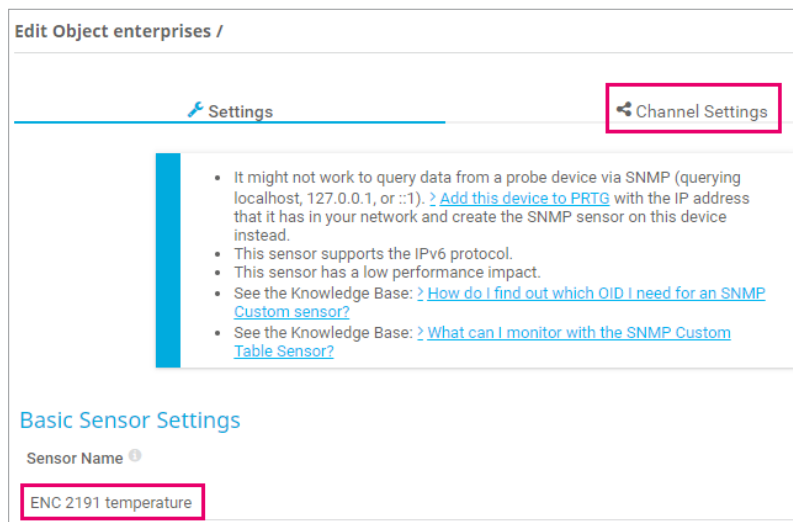 Edit Object enterprises /
Settings
Channel Settings
• It might not work to query data from a probe device via SNMP (querying
localhost, 127.0.0.1, or ::1). > Add this device to PRTG with the IP address
that it has in your network and create the SNMP sensor on this device
instead.
• This sensor supports the IPv6 protocol.
• This sensor has a low performance impact.
• See the Knowledge Base: > How do I find out which OID I need for an SNMP
Custom sensor?
• See the Knowledge Base: > What can I monitor with the SNMP Custom
Table Sensor?
Basic Sensor Settings
Sensor Name
ENC 2191 temperature